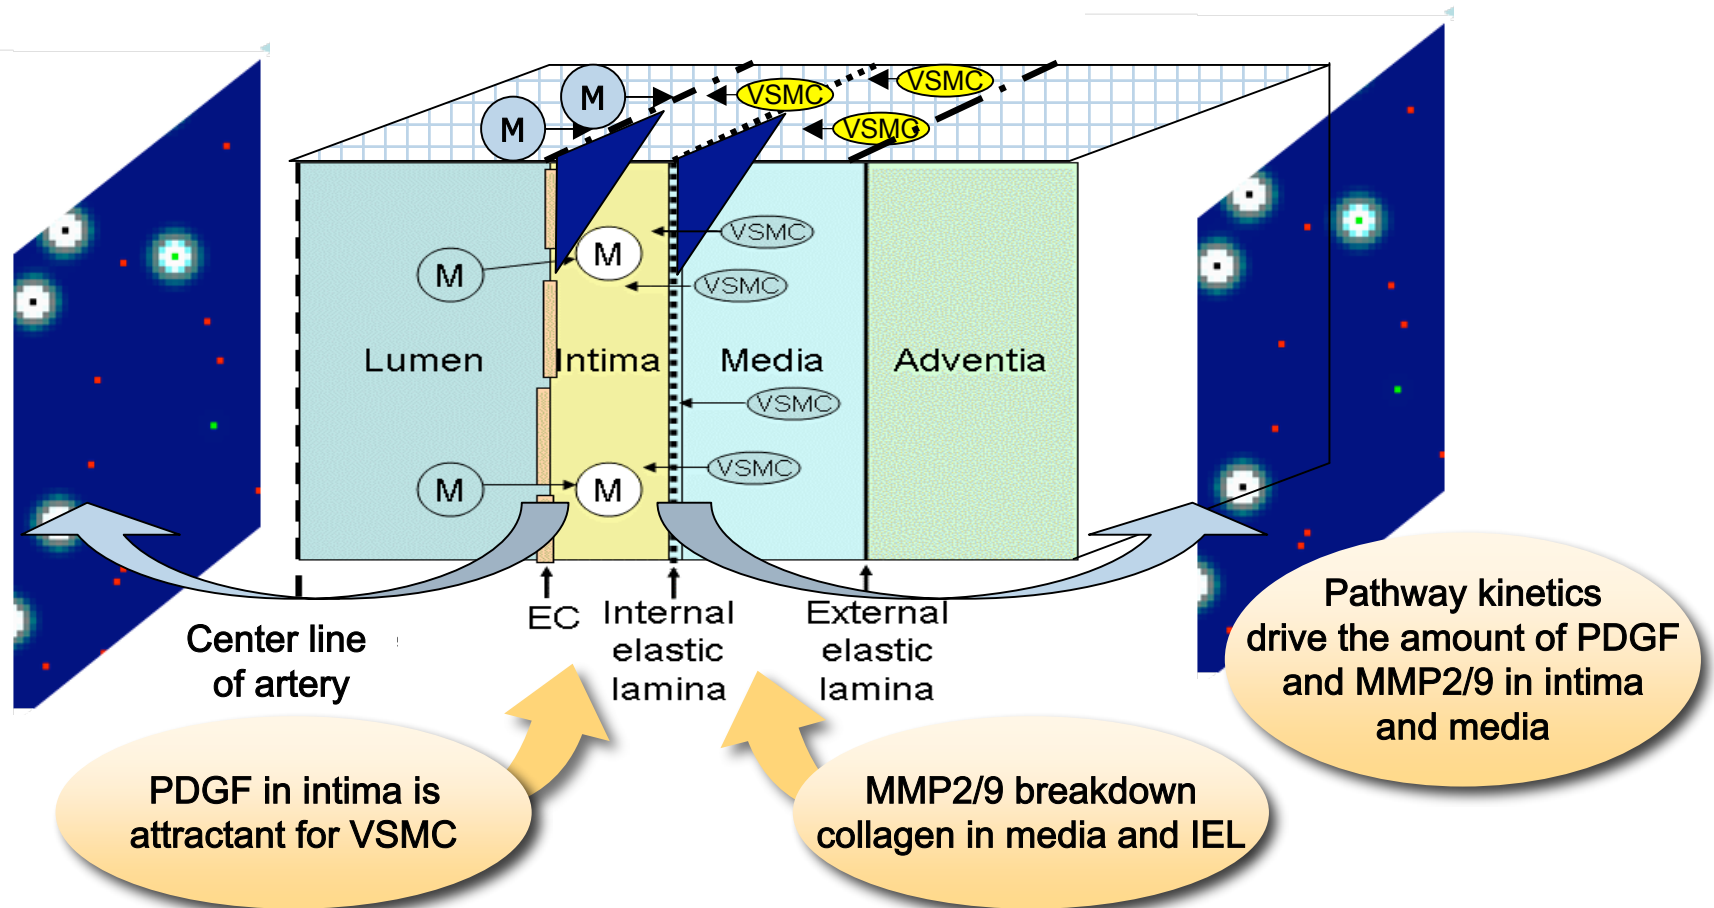 M
M
VSMC
VSMC
VSMC
M
M
VSMC
VSMC
Lumen
Intima
Media
Adventia
VSMC
M
M
VSMC
EC
Internal
elastic
lamina
External
elastic
lamina
Center line
of artery
PDGF in intima is
attractant for VSMC
MMP2/9 breakdown
collagen in media and IEL
Pathway kinetics
drive the amount of PDGF
and MMP2/9 in intima
and media